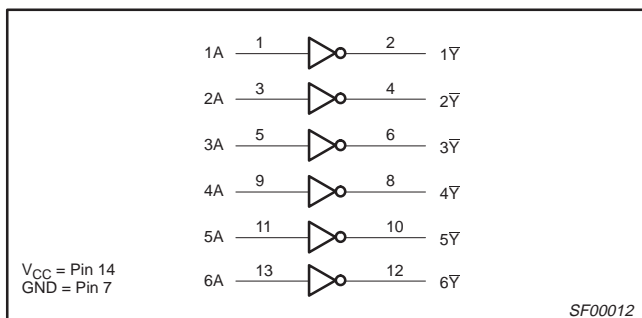 1A 1 2 1Y̅
2A 3 4 2Y̅
3A 5 6 3Y̅
4A 9 8 4Y̅
5A 11 10 5Y̅
6A 13 12 6Y̅
VCC = Pin 14
GND = Pin 7
SF00012